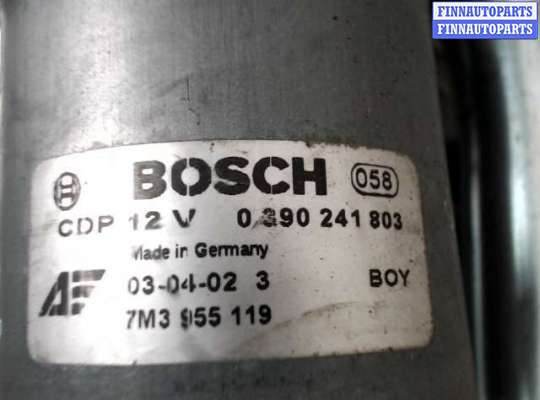 FINNAUTOPARTS
FINNAUTOPARTS
BOSCH 058
CDP 12 V 0 390 241 803
Made in Germany
03-04-02 3 BOY
7M3 955 119